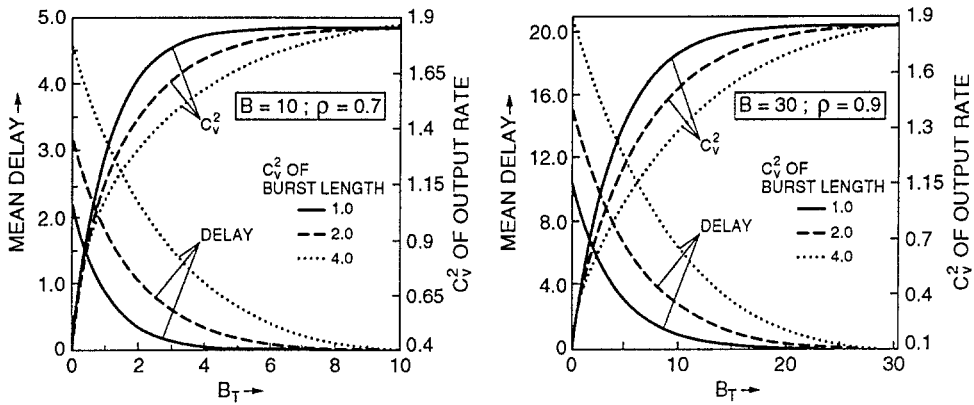 5.0
4.0
3.0
2.0
1.0
0
MEAN DELAY
1.9
1.65
1.4
1.15
0.9
0.65
0.4
C²ᵥ OF OUTPUT RATE
C²ᵥ
B = 10 ; ρ = 0.7
C²ᵥ OF
BURST LENGTH
1.0
2.0
4.0
DELAY
0 2 4 6 8 10
B_T
20.0
16.0
12.0
8.0
4.0
0
MEAN DELAY
1.9
1.6
1.3
1.15
0.7
0.4
0.1
C²ᵥ OF OUTPUT RATE
B = 30 ; ρ = 0.9
C²ᵥ
C²ᵥ OF
BURST LENGTH
1.0
2.0
4.0
DELAY
0 10 20 30
B_T